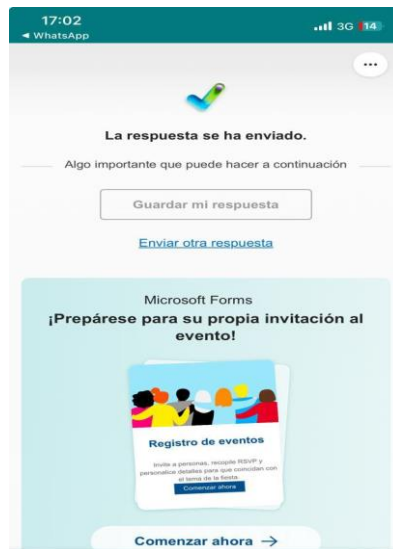 17:02
3G 14
◄ WhatsApp
...
La respuesta se ha enviado.
Algo importante que puede hacer a continuación
Guardar mi respuesta
Enviar otra respuesta
Microsoft Forms
¡Prepárese para su propia invitación al
evento!
Registro de eventos
Invite a personas, recopile RSVP y
personalice detalles para que coincidan con
el tema de la fiesta.
Comenzar ahora
Comenzar ahora →